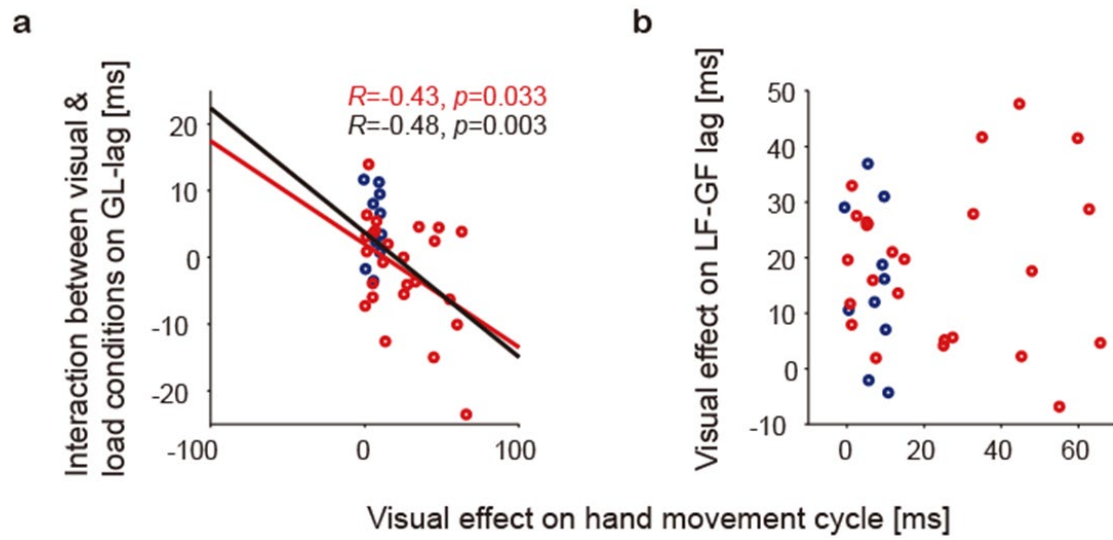 a
Interaction between visual &
load conditions on GL-lag [ms]
R=-0.43, p=0.033
R=-0.48, p=0.003
20
10
0
-10
-20
-100
0
100
b
Visual effect on LF-GF lag [ms]
50
40
30
20
10
0
-10
0
20
40
60
Visual effect on hand movement cycle [ms]